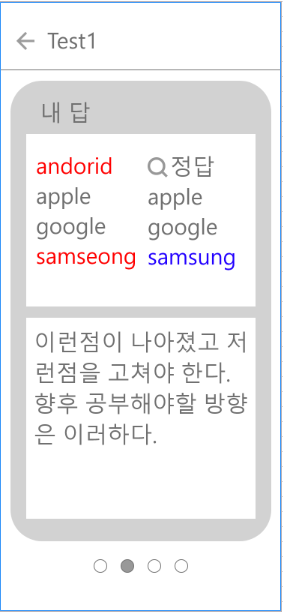 Test1
내 답
andorid 정답
apple apple
google google
samseong samsung
이런점이 나아졌고 저
런점을 고쳐야 한다.
향후 공부해야할 방향
은 이러하다.